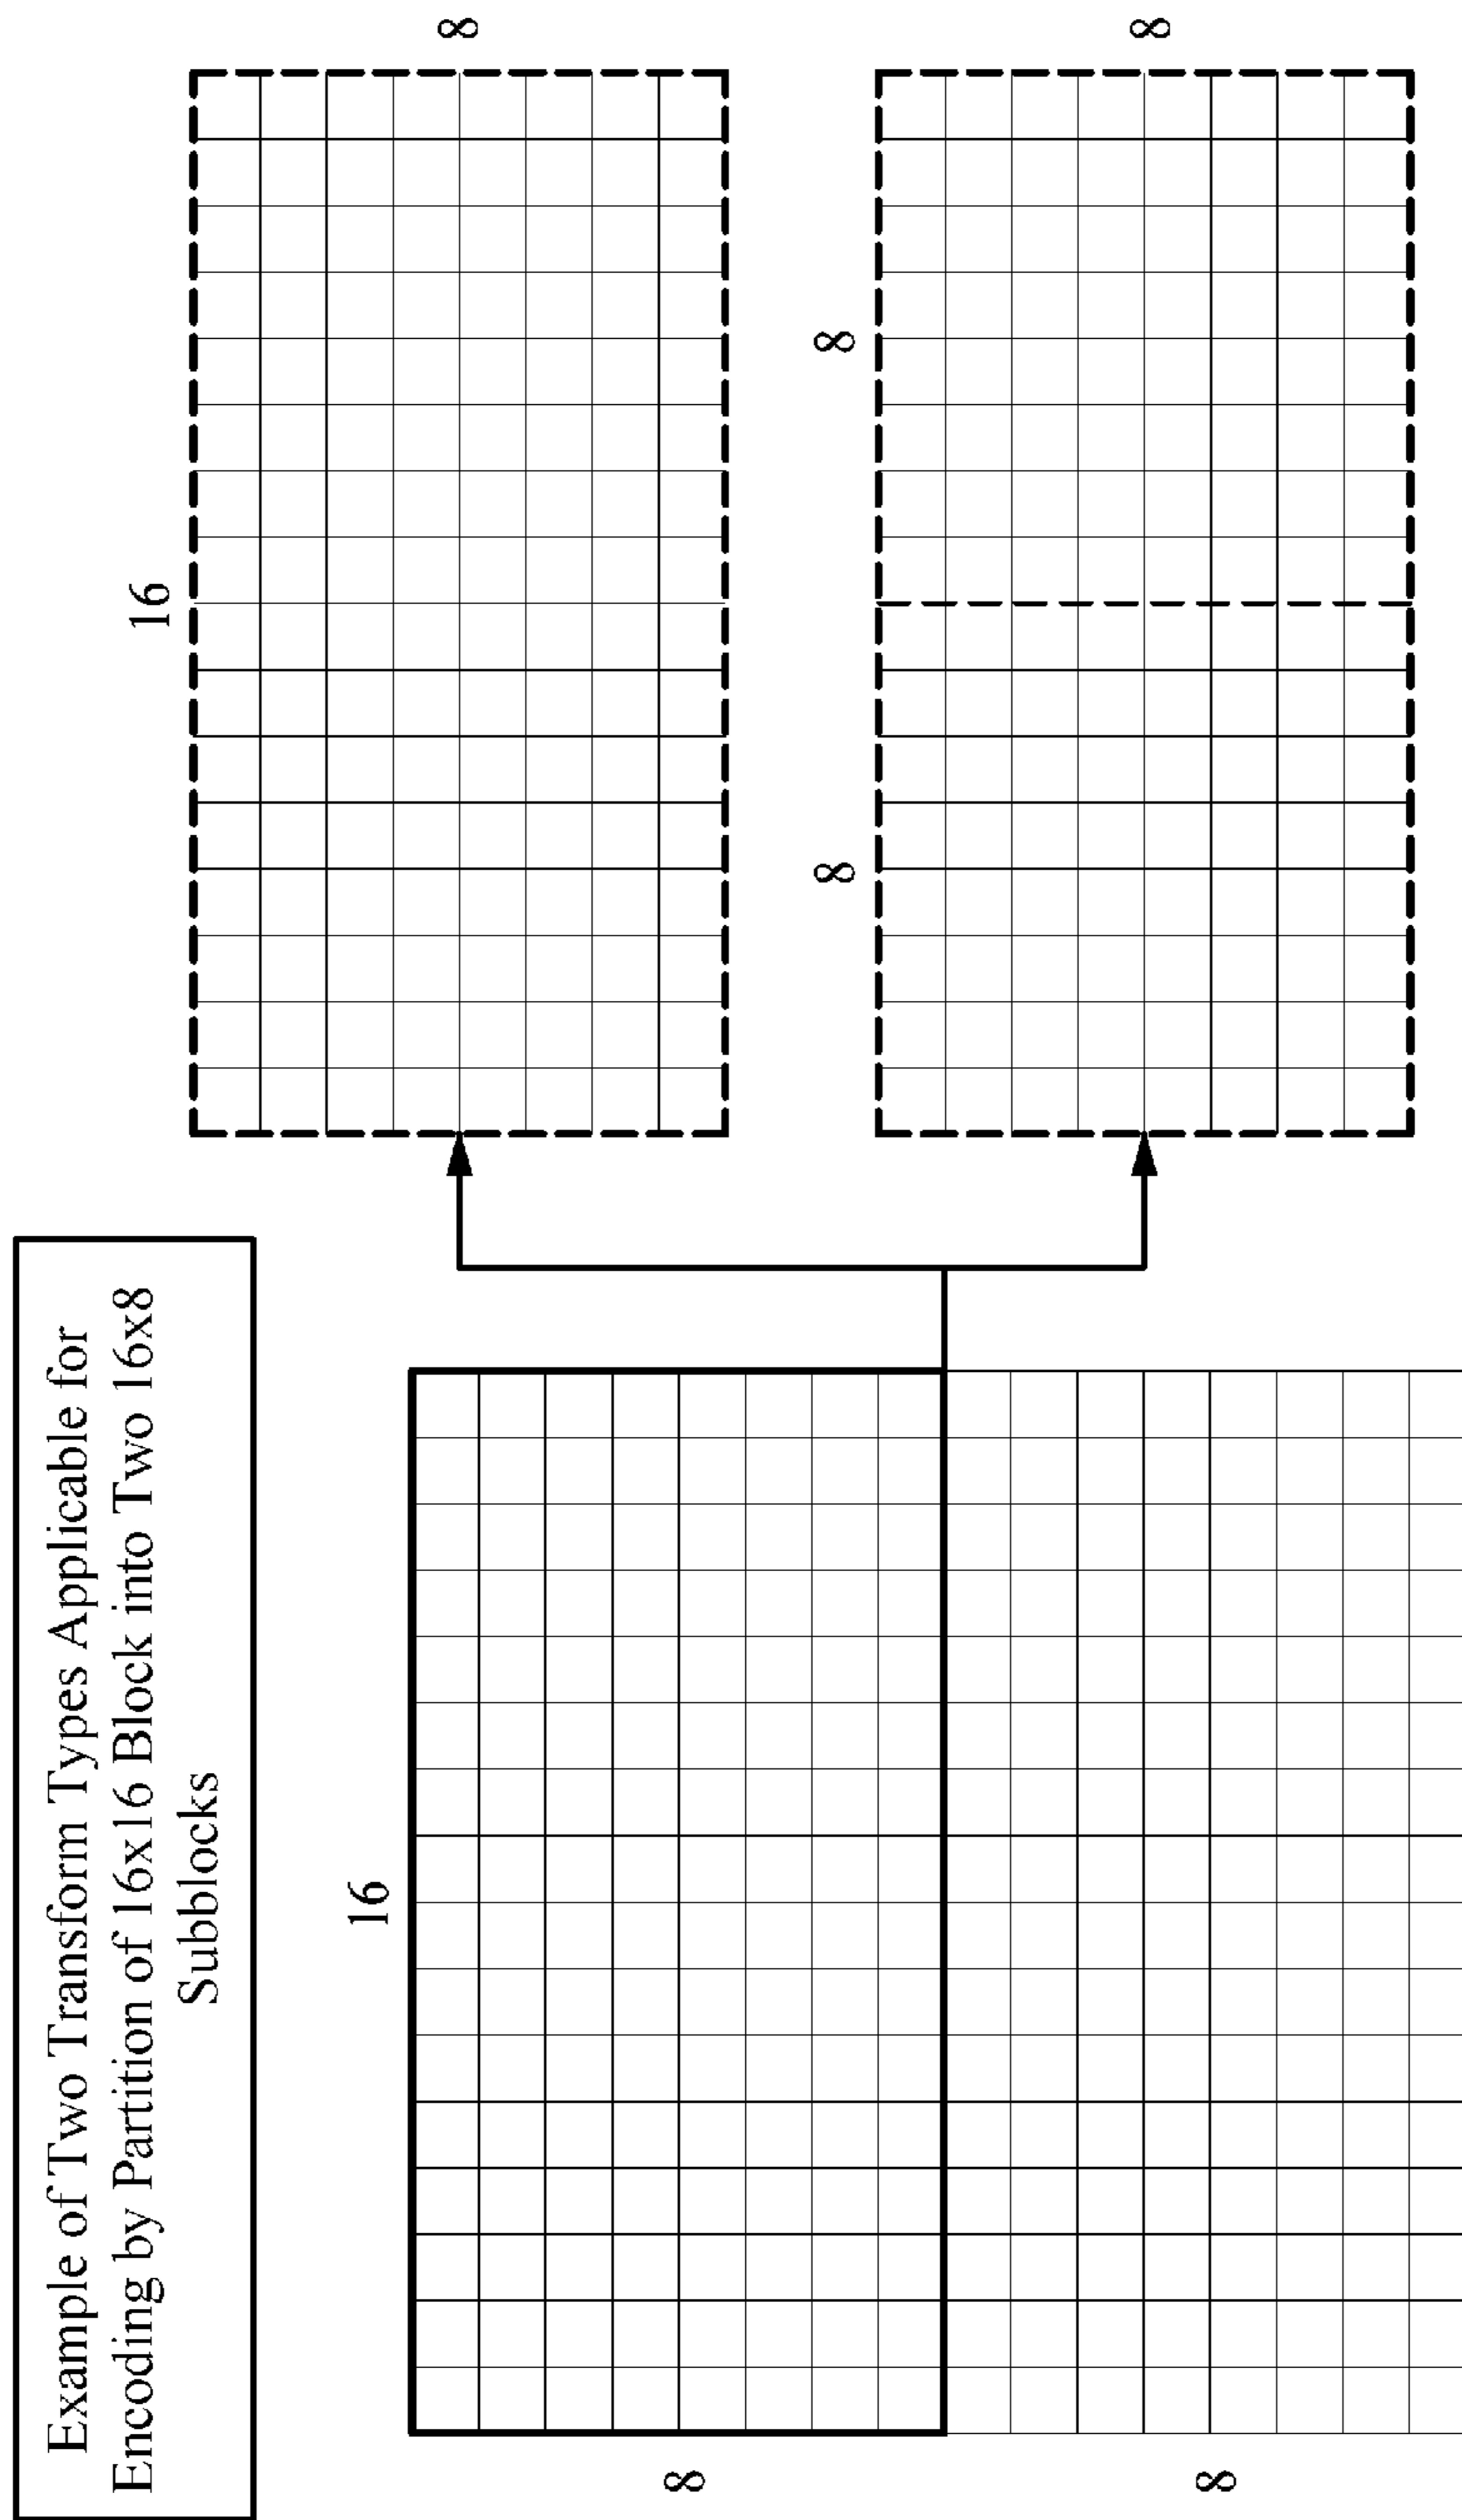 Example of Two Transform Types Applicable for
Encoding by Partition of 16x16 Block into Two 16x8
Subblocks
16
8
8
16
8
8
8
8